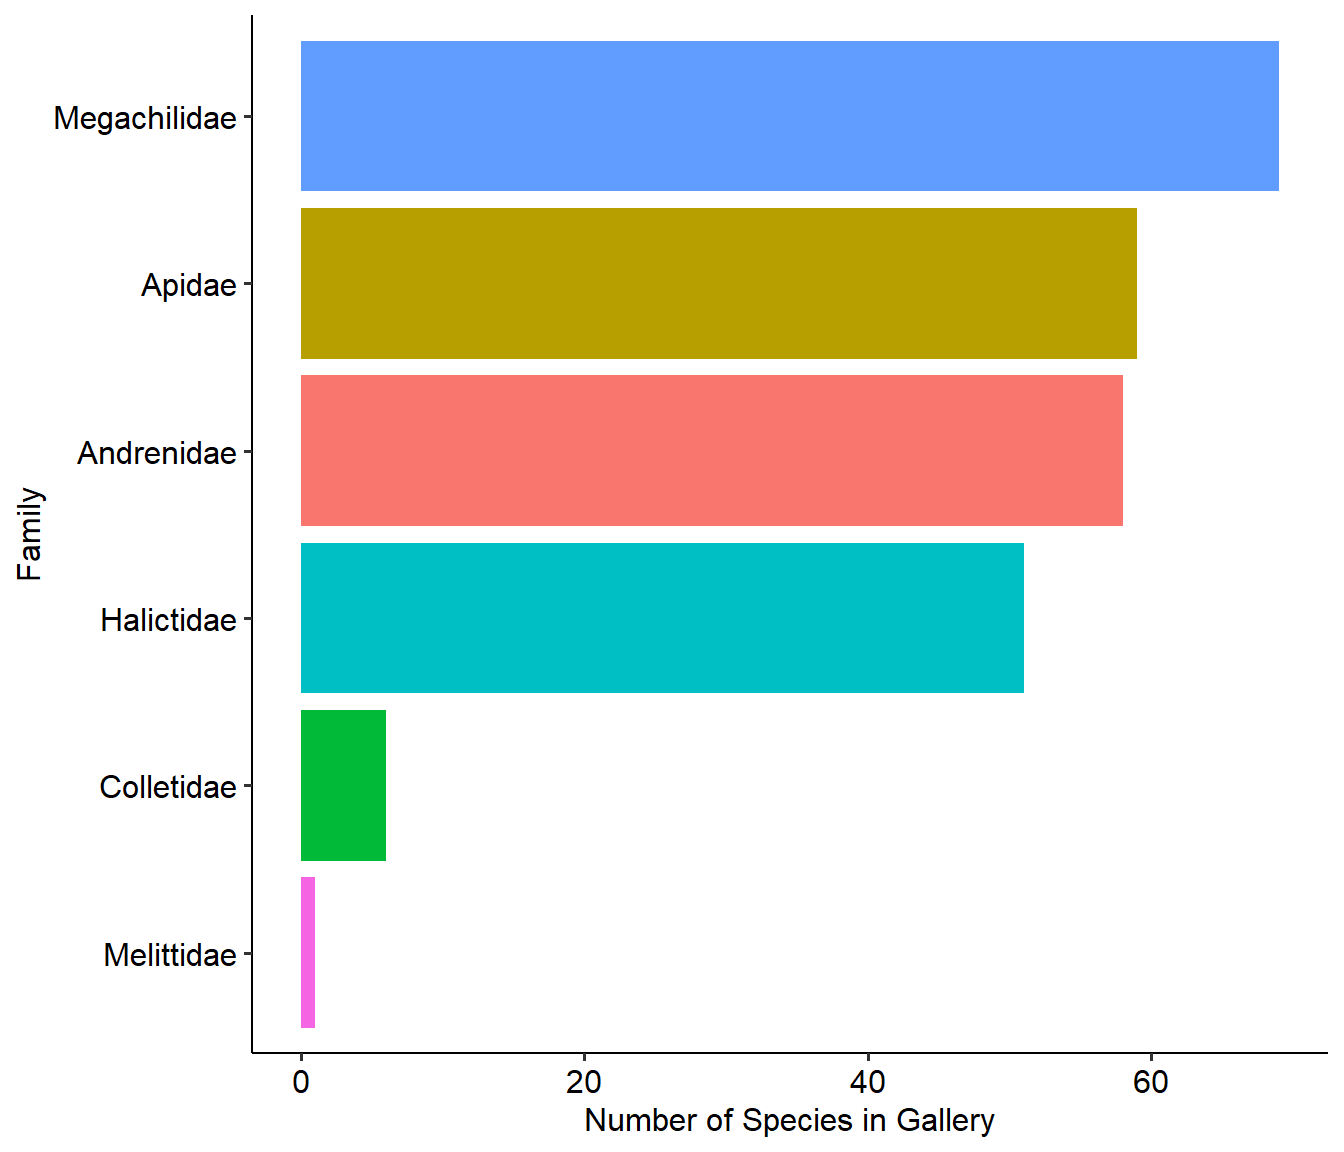 Megachilidae
Apidae
Andrenidae
Halictidae
Colletidae
Melittidae
Family
0 20 40 60
Number of Species in Gallery